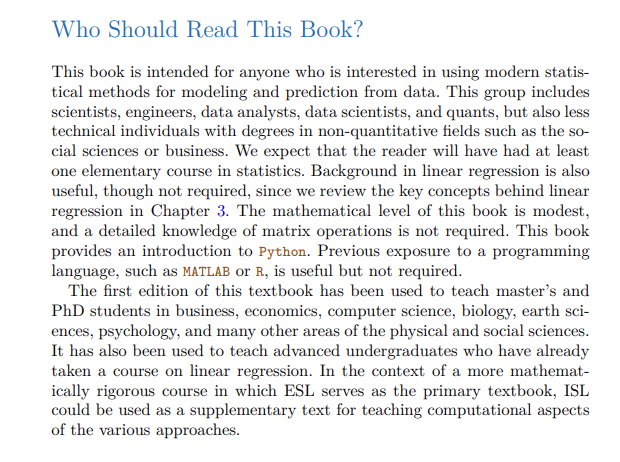 Who Should Read This Book?
This book is intended for anyone who is interested in using modern statis-
tical methods for modeling and prediction from data. This group includes
scientists, engineers, data analysts, data scientists, and quants, but also less
technical individuals with degrees in non-quantitative fields such as the so-
cial sciences or business. We expect that the reader will have had at least
one elementary course in statistics. Background in linear regression is also
useful, though not required, since we review the key concepts behind linear
regression in Chapter 3. The mathematical level of this book is modest,
and a detailed knowledge of matrix operations is not required. This book
provides an introduction to Python. Previous exposure to a programming
language, such as MATLAB or R, is useful but not required.
The first edition of this textbook has been used to teach master's and
PhD students in business, economics, computer science, biology, earth sci-
ences, psychology, and many other areas of the physical and social sciences.
It has also been used to teach advanced undergraduates who have already
taken a course on linear regression. In the context of a more mathemat-
ically rigorous course in which ESL serves as the primary textbook, ISL
could be used as a supplementary text for teaching computational aspects
of the various approaches.